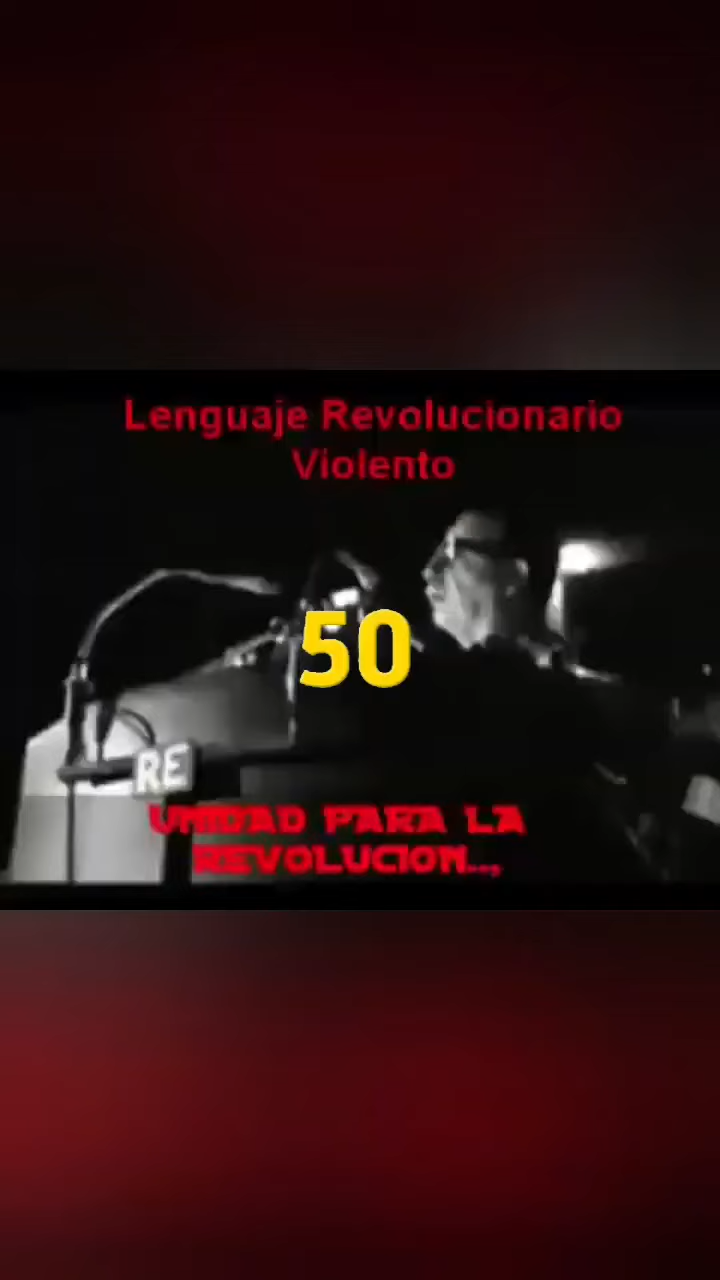 Lenguaje Revolucionario
Violento
50
RE
UNIDAD PARA LA
REVOLUCION..,